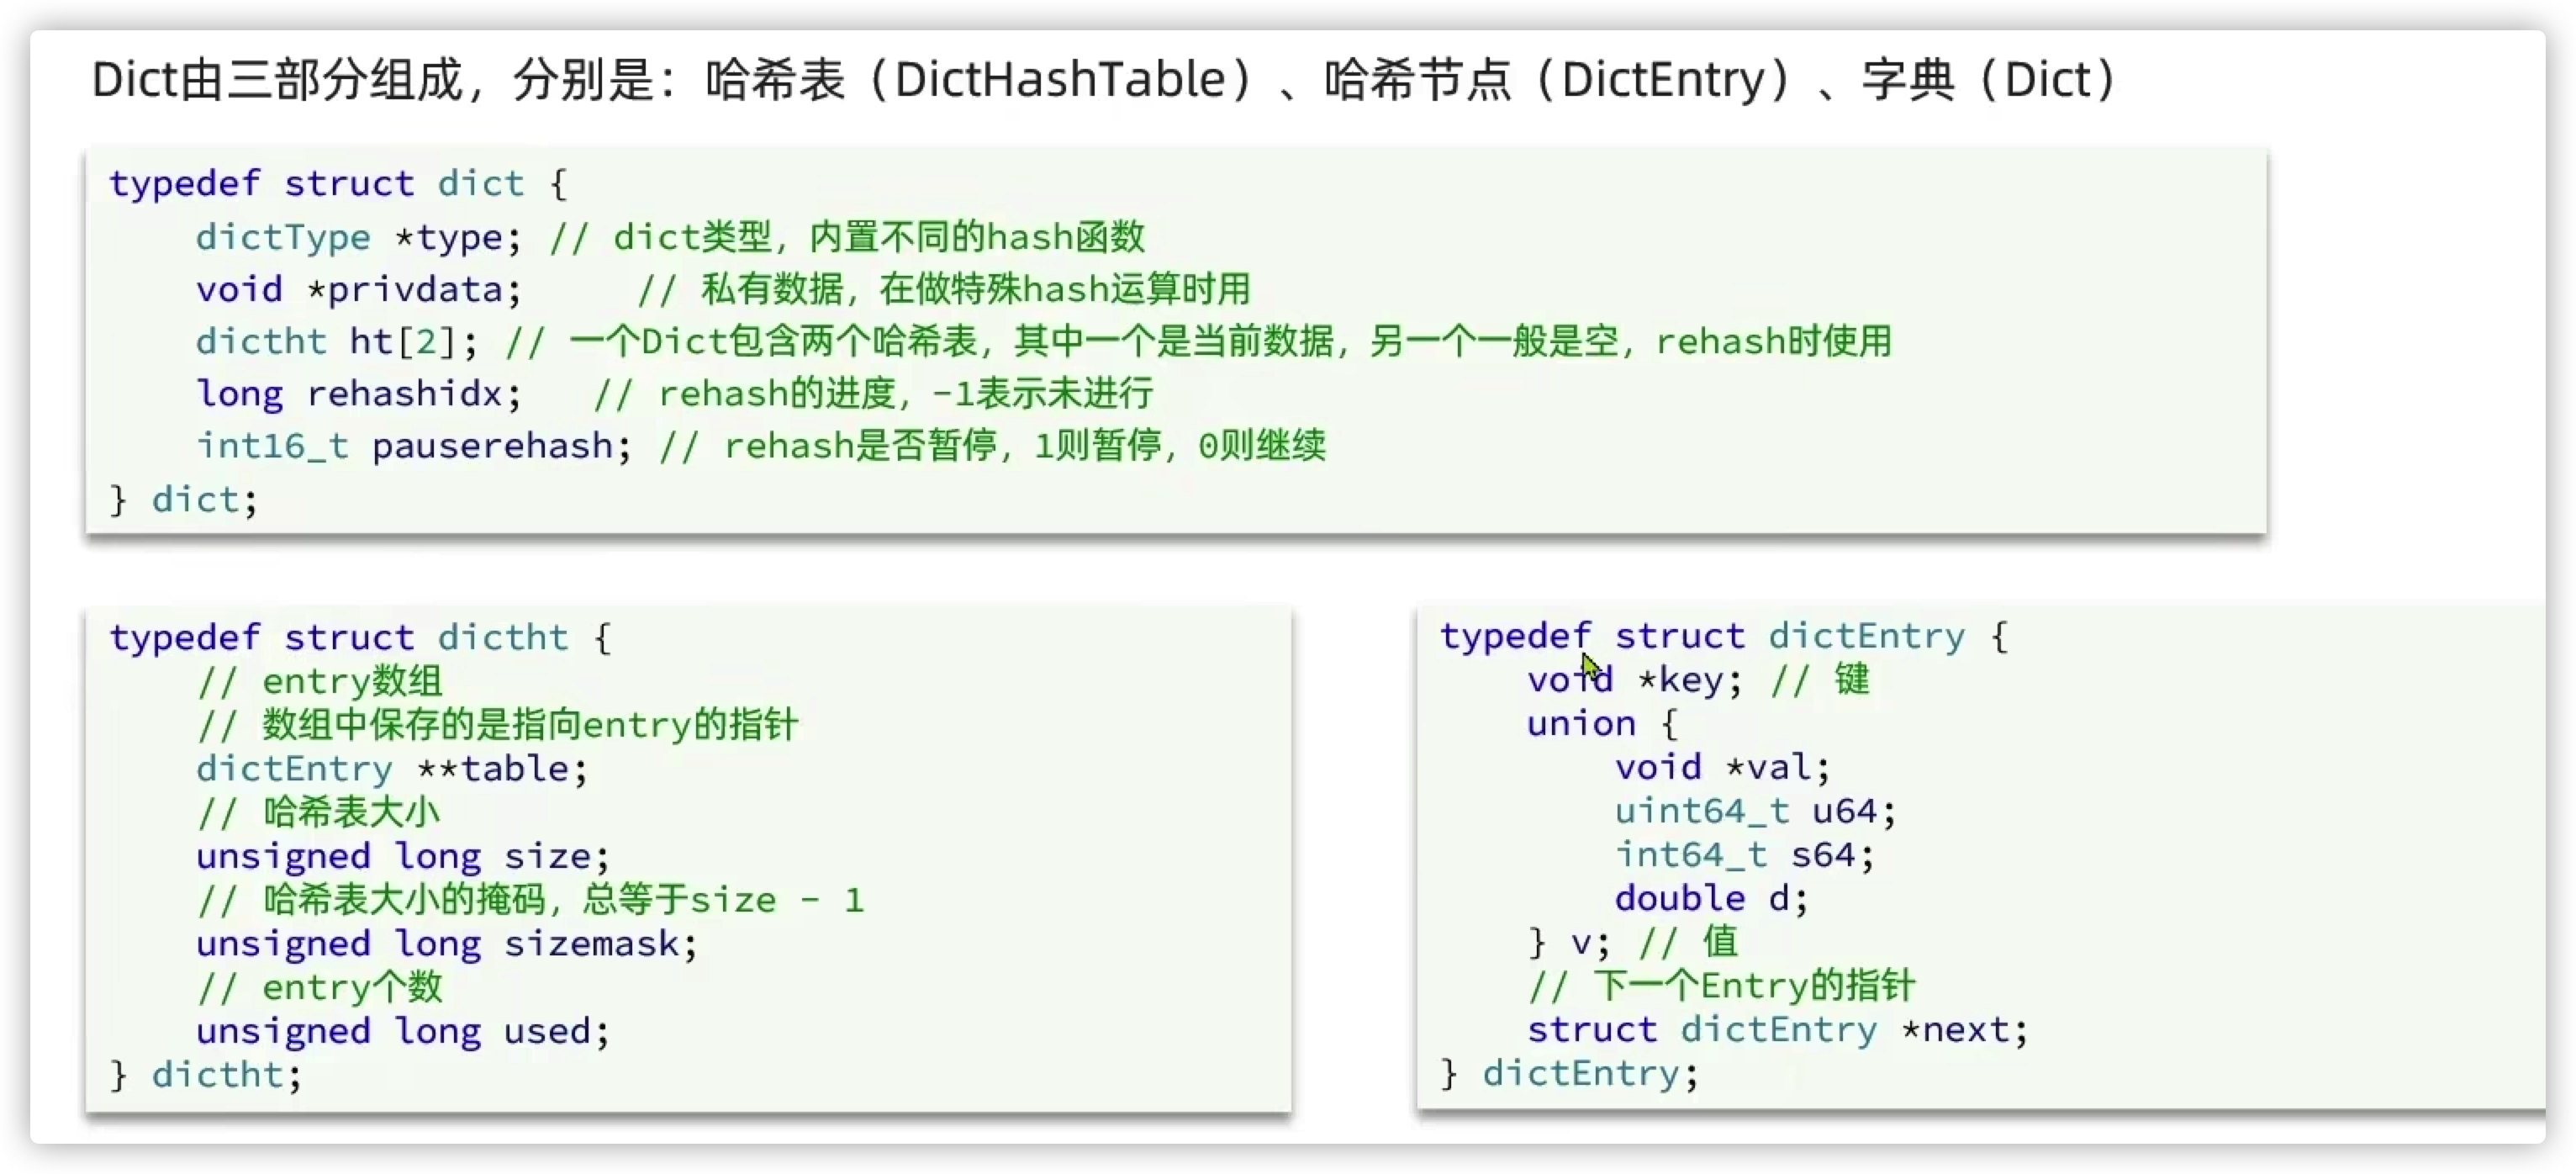 Dict由三部分组成，分别是：哈希表（DictHashTable）、哈希节点（DictEntry）、字典（Dict）
typedef struct dict {
    dictType *type; // dict类型，内置不同的hash函数
    void *privdata;     // 私有数据，在做特殊hash运算时用
    dictht ht[2]; // 一个Dict包含两个哈希表，其中一个是当前数据，另一个一般是空，rehash时使用
    long rehashidx;   // rehash的进度，-1表示未进行
    int16_t pauserehash; // rehash是否暂停，1则暂停，0则继续
} dict;
typedef struct dictht {
    // entry数组
    // 数组中保存的是指向entry的指针
    dictEntry **table;
    // 哈希表大小
    unsigned long size;
    // 哈希表大小的掩码，总等于size - 1
    unsigned long sizemask;
    // entry个数
    unsigned long used;
} dictht;
typedef struct dictEntry {
    void *key; // 键
    union {
        void *val;
        uint64_t u64;
        int64_t s64;
        double d;
    } v; // 值
    // 下一个Entry的指针
    struct dictEntry *next;
} dictEntry;